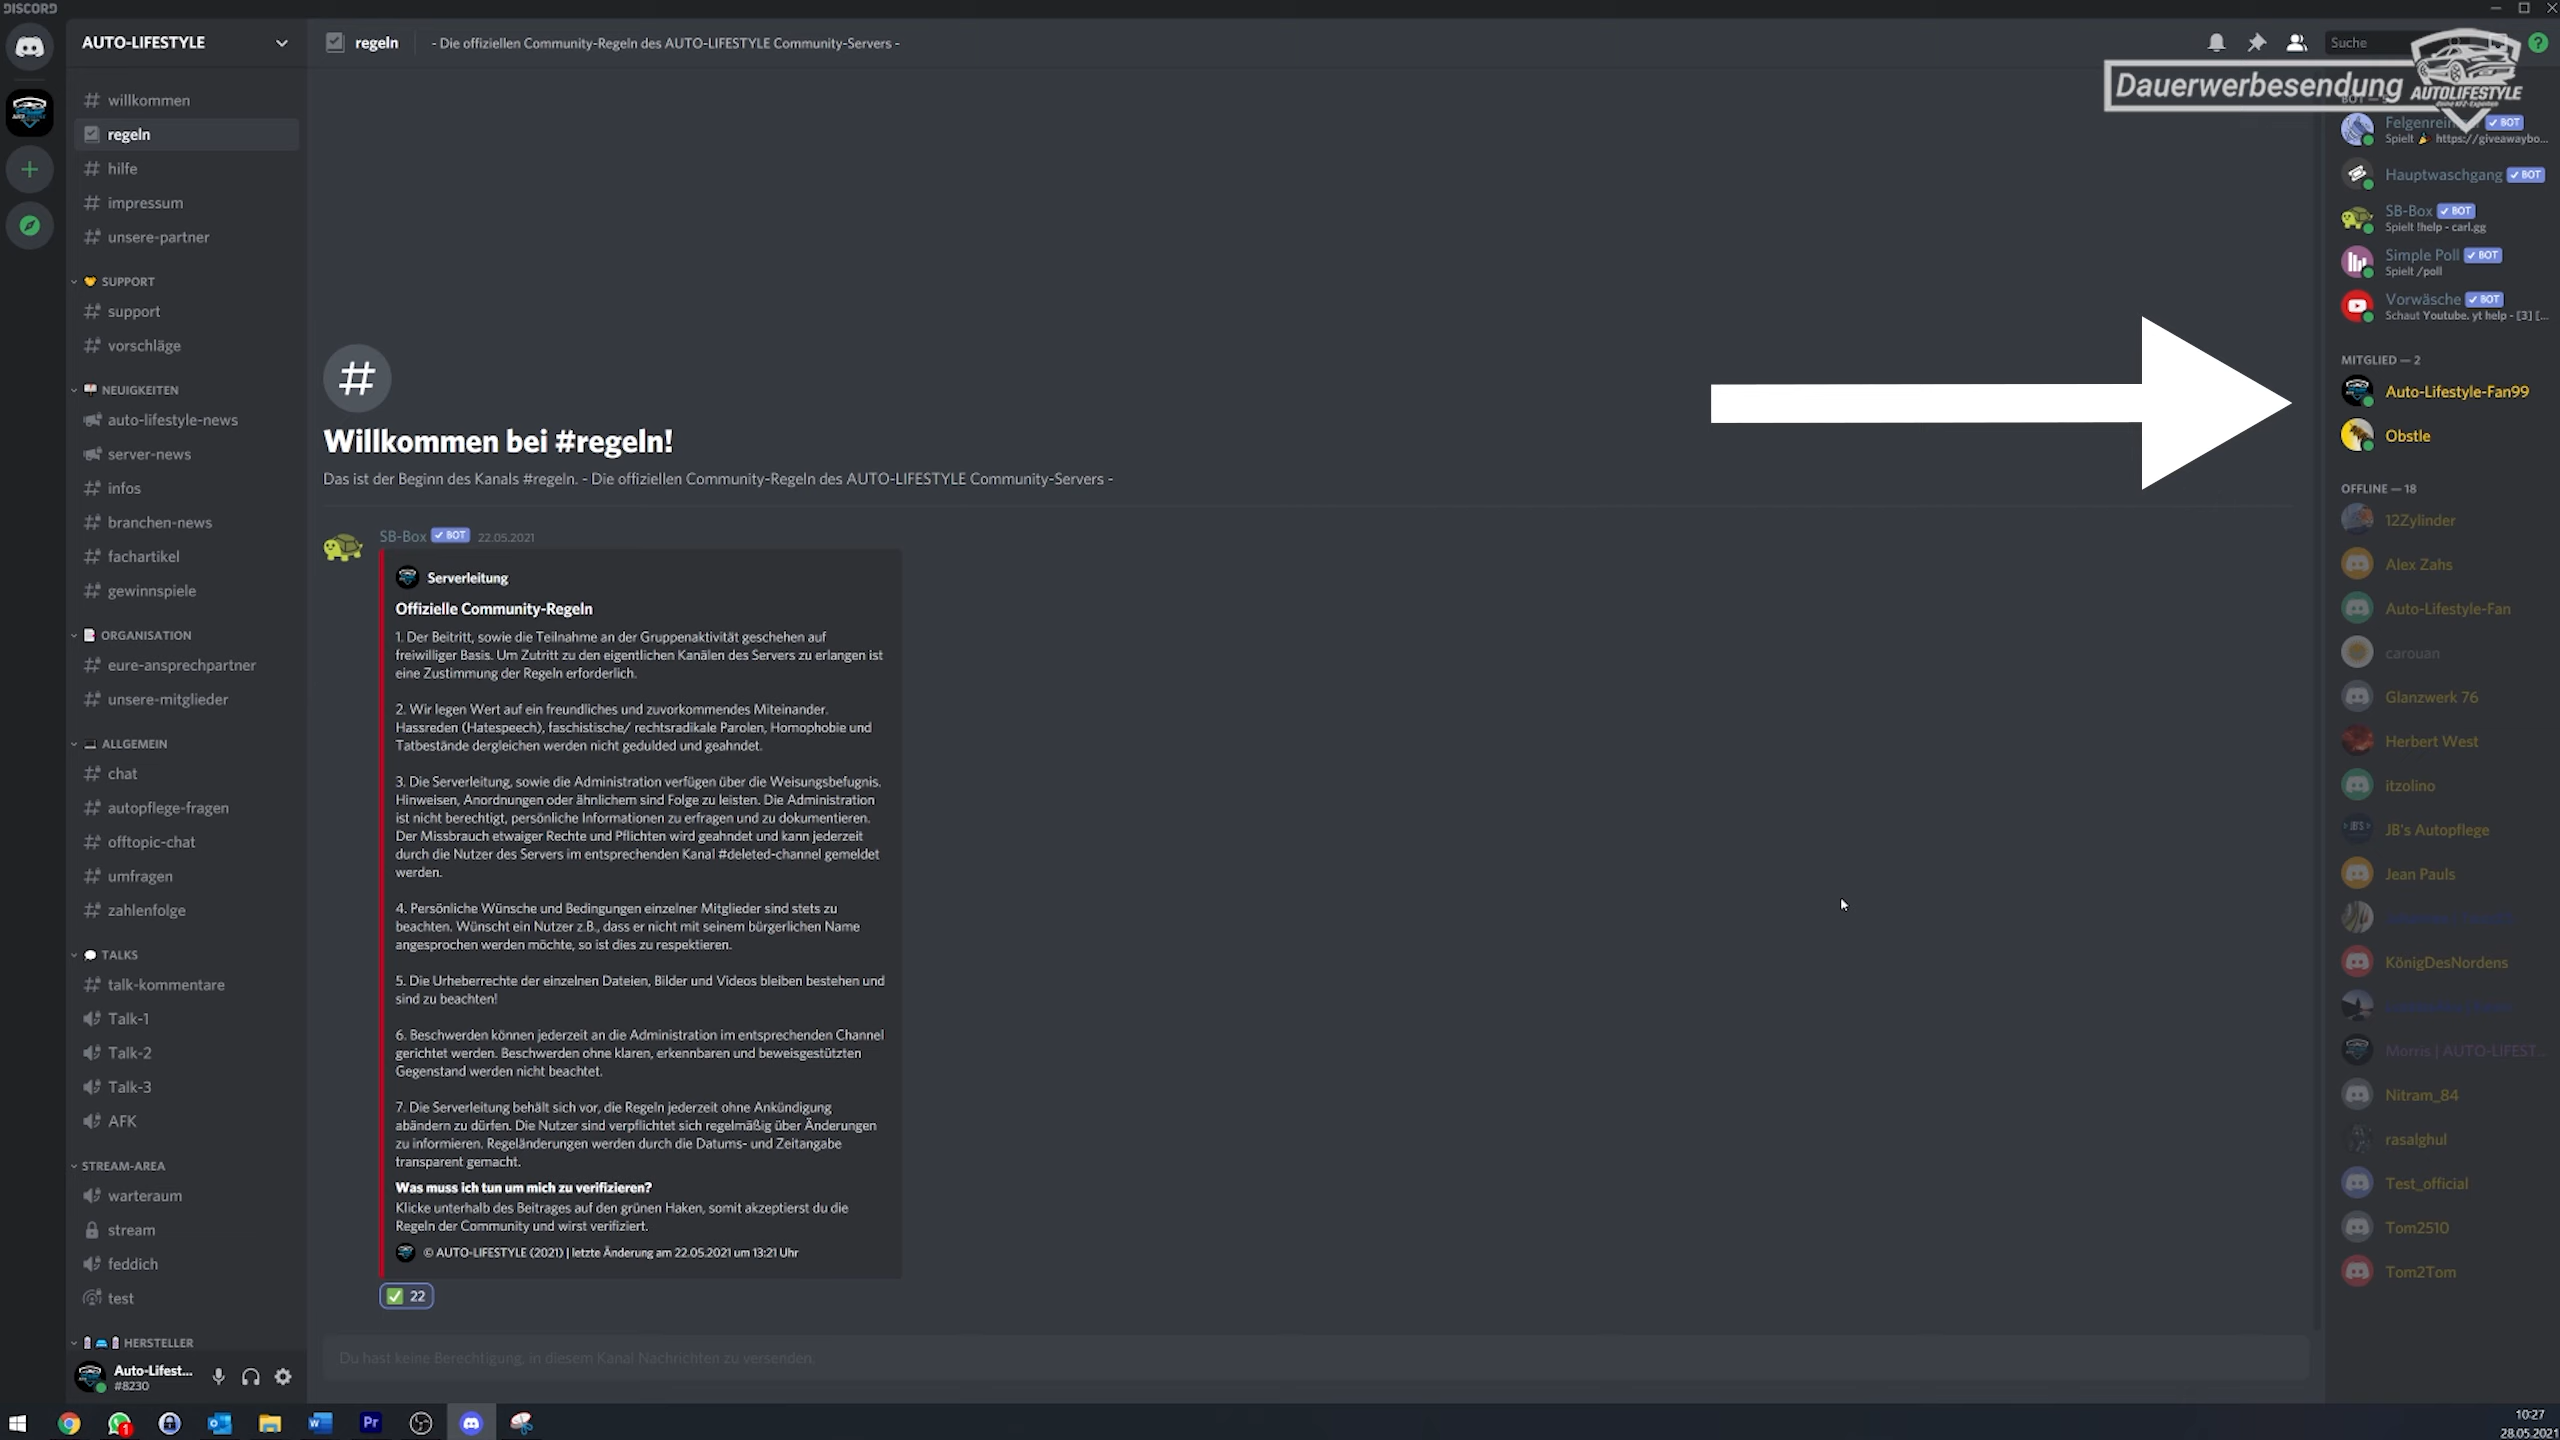 DISCORD
AUTO-LIFESTYLE
willkommen
regeln
hilfe
impressum
unsere-partner
SUPPORT
support
vorschläge
NEUIGKEITEN
auto-lifestyle-news
server-news
infos
branchen-news
fachartikel
gewinnspiele
ORGANISATION
eure-ansprechpartner
unsere-mitglieder
ALLGEMEIN
chat
autopflege-fragen
offtopic-chat
umfragen
zahlenfolge
TALKS
talk-kommentare
Talk-1
Talk-2
Talk-3
AFK
STREAM-AREA
warteraum
stream
feddich
test
HERSTELLER
Auto-Lifest...
#8230
regeln
- Die offiziellen Community-Regeln des AUTO-LIFESTYLE Community-Servers -
Willkommen bei #regeln!
Das ist der Beginn des Kanals #regeln. - Die offiziellen Community-Regeln des AUTO-LIFESTYLE Community-Servers -
SB-Box BOT 22.05.2021
Serverleitung
Offizielle Community-Regeln
1. Der Beitritt, sowie die Teilnahme an der Gruppenaktivität geschehen auf
freiwilliger Basis. Um Zutritt zu den eigentlichen Kanälen des Servers zu erlangen ist
eine Zustimmung der Regeln erforderlich.
2. Wir legen Wert auf ein freundliches und zuvorkommendes Miteinander.
Hassreden (Hatespeech), faschistische/ rechtsradikale Parolen, Homophobie und
Tatbestände dergleichen werden nicht gedulded und geahndet.
3. Die Serverleitung, sowie die Administration verfügen über die Weisungsbefugnis.
Hinweisen, Anordnungen oder ähnlichem sind Folge zu leisten. Die Administration
ist nicht berechtigt, persönliche Informationen zu erfragen und zu dokumentieren.
Der Missbrauch etwaiger Rechte und Pflichten wird geahndet und kann jederzeit
durch die Nutzer des Servers im entsprechenden Kanal #deleted-channel gemeldet
werden.
4. Persönliche Wünsche und Bedingungen einzelner Mitglieder sind stets zu
beachten. Wünscht ein Nutzer z.B., dass er nicht mit seinem bürgerlichen Name
angesprochen werden möchte, so ist dies zu respektieren.
5. Die Urheberrechte der einzelnen Dateien, Bilder und Videos bleiben bestehen und
sind zu beachten!
6. Beschwerden können jederzeit an die Administration im entsprechenden Channel
gerichtet werden. Beschwerden ohne klaren, erkennbaren und beweisgestützten
Gegenstand werden nicht beachtet.
7. Die Serverleitung behält sich vor, die Regeln jederzeit ohne Ankündigung
abändern zu dürfen. Die Nutzer sind verpflichtet sich regelmäßig über Änderungen
zu informieren. Regeländerungen werden durch die Datums- und Zeitangabe
transparent gemacht.
Was muss ich tun um mich zu verifizieren?
Klicke unterhalb des Beitrages auf den grünen Haken, somit akzeptierst du die
Regeln der Community und wirst verifiziert.
© AUTO-LIFESTYLE (2021) | letzte Änderung am 22.05.2021 um 13:21 Uhr
22
Du hast keine Berechtigung, in diesem Kanal Nachrichten zu versenden.
Suche
Dauerwerbesendung
AUTOLIFESTYLE
BOT
Spielt https://giveawaybo...
Hauptwaschgang BOT
SB-Box BOT
Spielt !help - carl.gg
Simple Poll BOT
Spielt /poll
Vorwäsche BOT
Schaut Youtube. yt help - [3] [...
MITGLIED — 2
Auto-Lifestyle-Fan99
Obstle
OFFLINE — 18
12Zylinder
Alex Zahs
Auto-Lifestyle-Fan
carouan
Glanzwerk 76
Herbert West
itzolino
JB'S
JB's Autopflege
Jean Pauls
KönigDesNordens
Morris | AUTO-LIFEST...
Nitram_84
rasalghul
Test_official
Tom2510
Tom2Tom
1
Pr
10:27
28.05.2021